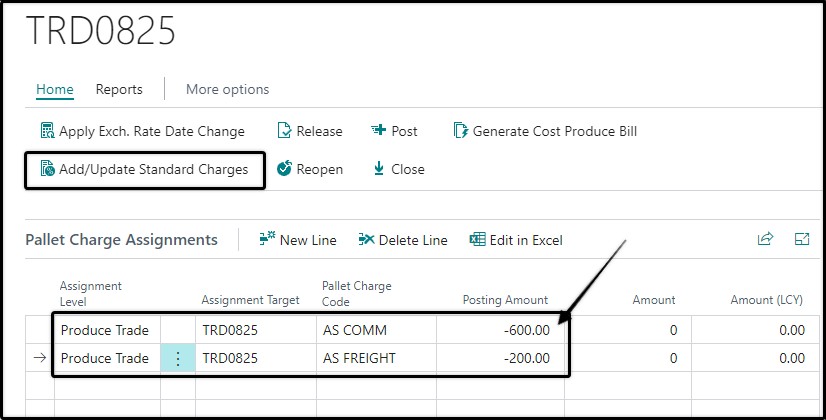 TRD0825
Home Reports More options
Apply Exch. Rate Date Change Release Post Generate Cost Produce Bill
Add/Update Standard Charges Reopen Close
Pallet Charge Assignments New Line Delete Line Edit in Excel
Assignment Level Assignment Target Pallet Charge Code Posting Amount Amount Amount (LCY)
Produce Trade TRD0825 AS COMM -600.00 0 0.00
Produce Trade TRD0825 AS FREIGHT -200.00 0 0.00